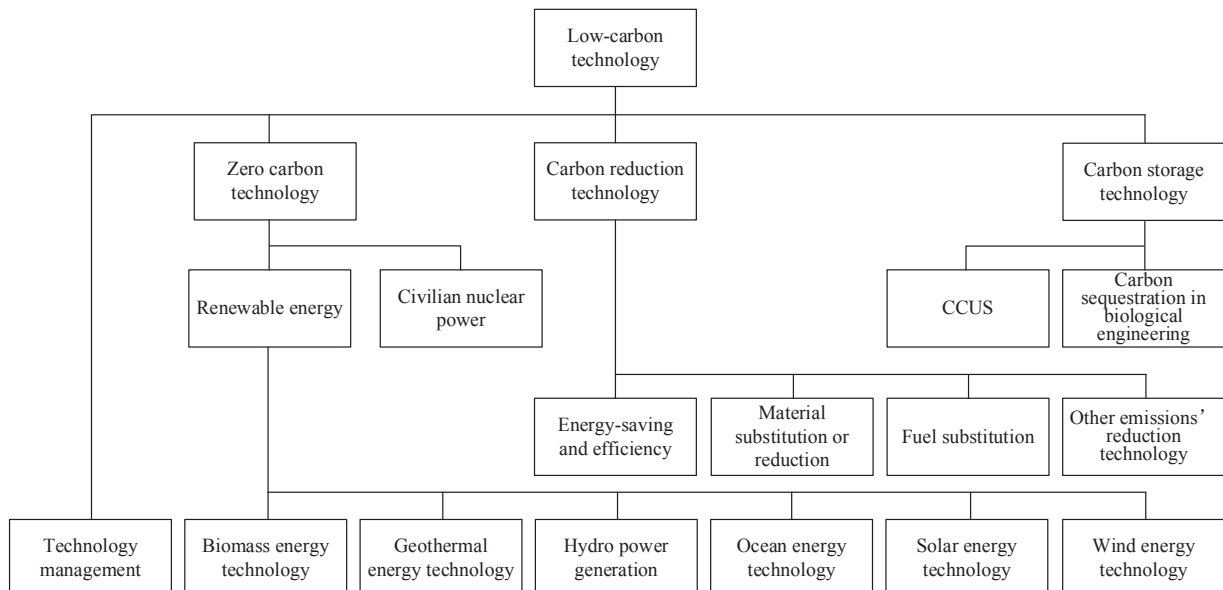 Low-carbon
technology
Zero carbon
technology
Carbon reduction
technology
Carbon storage
technology
Renewable energy
Civilian nuclear
power
CCUS
Carbon
sequestration in
biological
engineering
Energy-saving
and efficiency
Material
substitution or
reduction
Fuel substitution
Other emissions’
reduction
technology
Technology
management
Biomass energy
technology
Geothermal
energy technology
Hydro power
generation
Ocean energy
technology
Solar energy
technology
Wind energy
technology